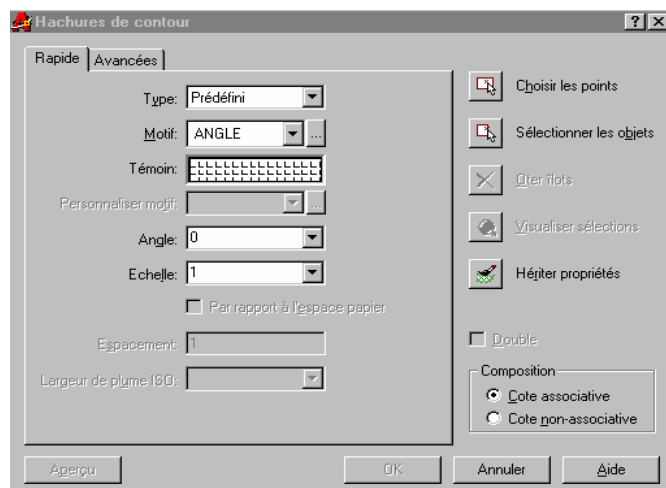 Hachures de contour
Rapide
Avancées
Type: Prédéfini
Motif: ANGLE ...
Témoin:
Personnaliser motif: ...
Angle: 0
Echelle: 1
Par rapport à l'espace papier
Espacement: 1
Largeur de plume ISO:
Choisir les points
Sélectionner les objets
Oter îlots
Visualiser sélections
Hériter propriétés
Double
Composition
Cote associative
Cote non-associative
Aperçu
OK
Annuler
Aide